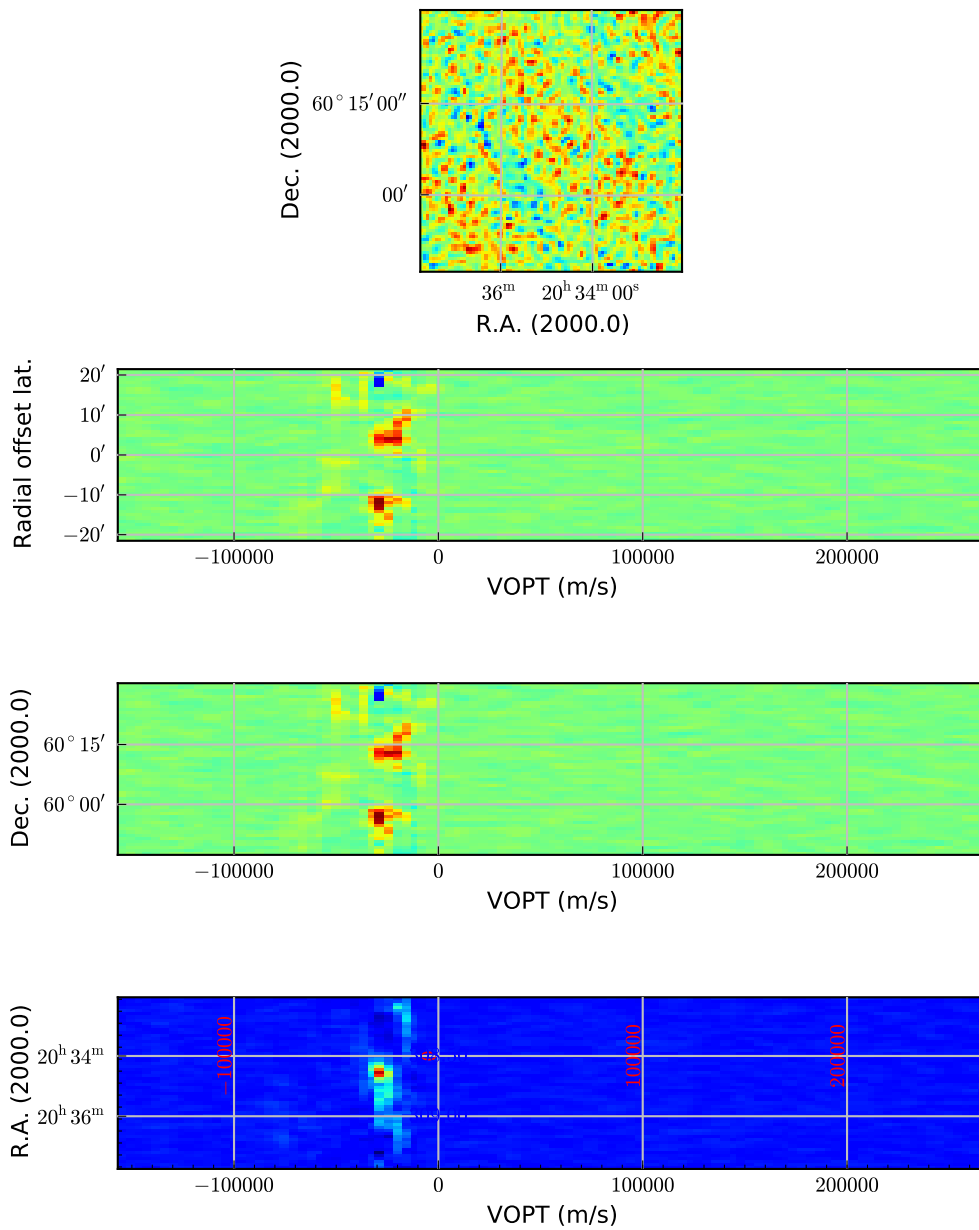 Dec. (2000.0)
60° 15′ 00″
00′
36ᵐ 20ʰ 34ᵐ 00ˢ
R.A. (2000.0)
Radial offset lat.
20′
10′
0′
−10′
−20′
−100000 0 100000 200000
VOPT (m/s)
Dec. (2000.0)
60° 15′
60° 00′
−100000 0 100000 200000
VOPT (m/s)
R.A. (2000.0)
20ʰ 34ᵐ
20ʰ 36ᵐ
−100000 100000 200000
−100000 0 100000 200000
VOPT (m/s)